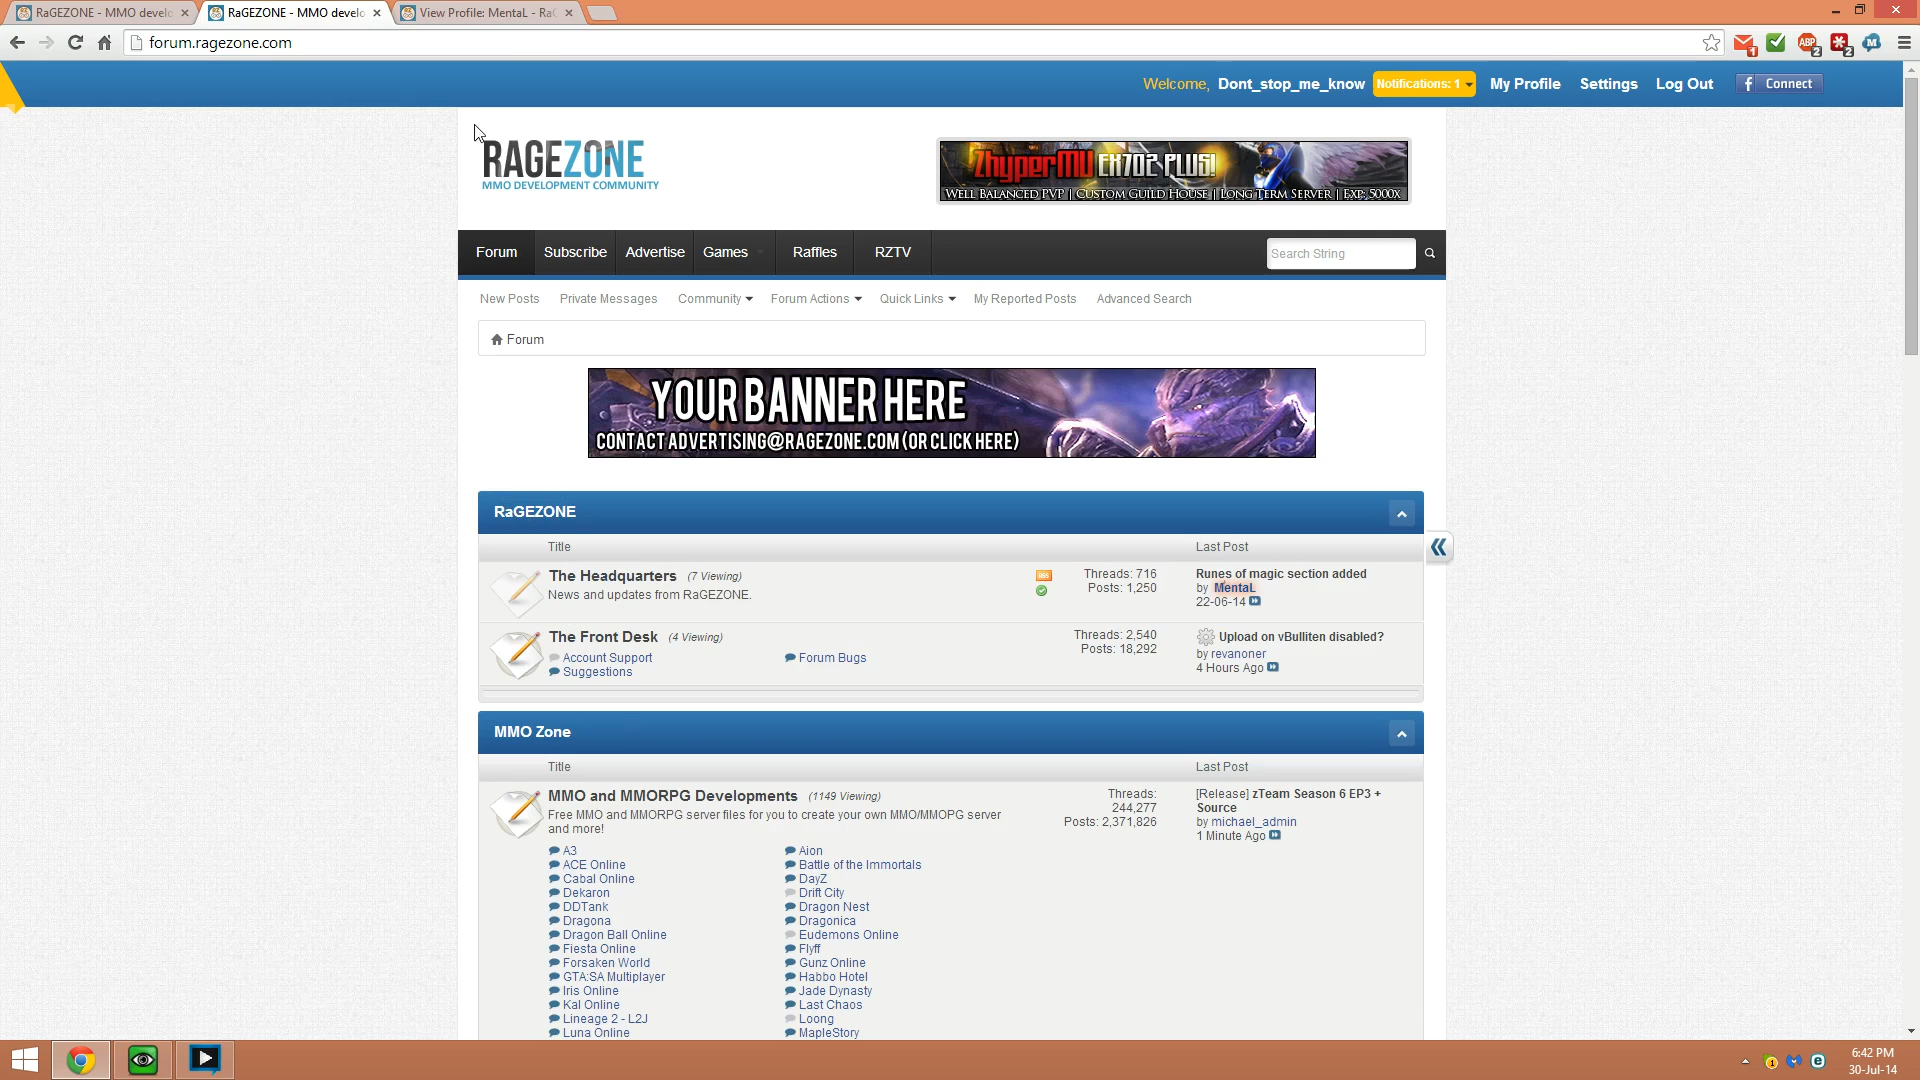 RaGEZONE - MMO develo
RaGEZONE - MMO develo
View Profile: MentaL - Ra
forum.ragezone.com
1
ABP
2
2
Welcome, Dont_stop_me_know Notifications: 1 My Profile Settings Log Out f Connect
RAGEZONE
MMO DEVELOPMENT COMMUNITY
ZhyperMU EX702 PLUS!
WELL BALANCED PVP | CUSTOM GUILD HOUSE | LONG TERM SERVER | EXP: 5000X
Forum Subscribe Advertise Games Raffles RZTV Search String
New Posts Private Messages Community Forum Actions Quick Links My Reported Posts Advanced Search
Forum
YOUR BANNER HERE
CONTACT ADVERTISING@RAGEZONE.COM (OR CLICK HERE)
RaGEZONE
Title Last Post
The Headquarters (7 Viewing)
News and updates from RaGEZONE.
RSS
Threads: 716
Posts: 1,250
Runes of magic section added
by MentaL
22-06-14
The Front Desk (4 Viewing)
Account Support Forum Bugs
Suggestions
Threads: 2,540
Posts: 18,292
Upload on vBulliten disabled?
by revanoner
4 Hours Ago
MMO Zone
Title Last Post
MMO and MMORPG Developments (1149 Viewing)
Free MMO and MMORPG server files for you to create your own MMO/MMOPG server
and more!
Threads:
244,277
Posts: 2,371,826
[Release] zTeam Season 6 EP3 +
Source
by michael_admin
1 Minute Ago
A3 Aion
ACE Online Battle of the Immortals
Cabal Online DayZ
Dekaron Drift City
DDTank Dragon Nest
Dragona Dragonica
Dragon Ball Online Eudemons Online
Fiesta Online Flyff
Forsaken World Gunz Online
GTA:SA Multiplayer Habbo Hotel
Iris Online Jade Dynasty
Kal Online Last Chaos
Lineage 2 - L2J Loong
Luna Online MapleStory
6:42 PM
30-Jul-14